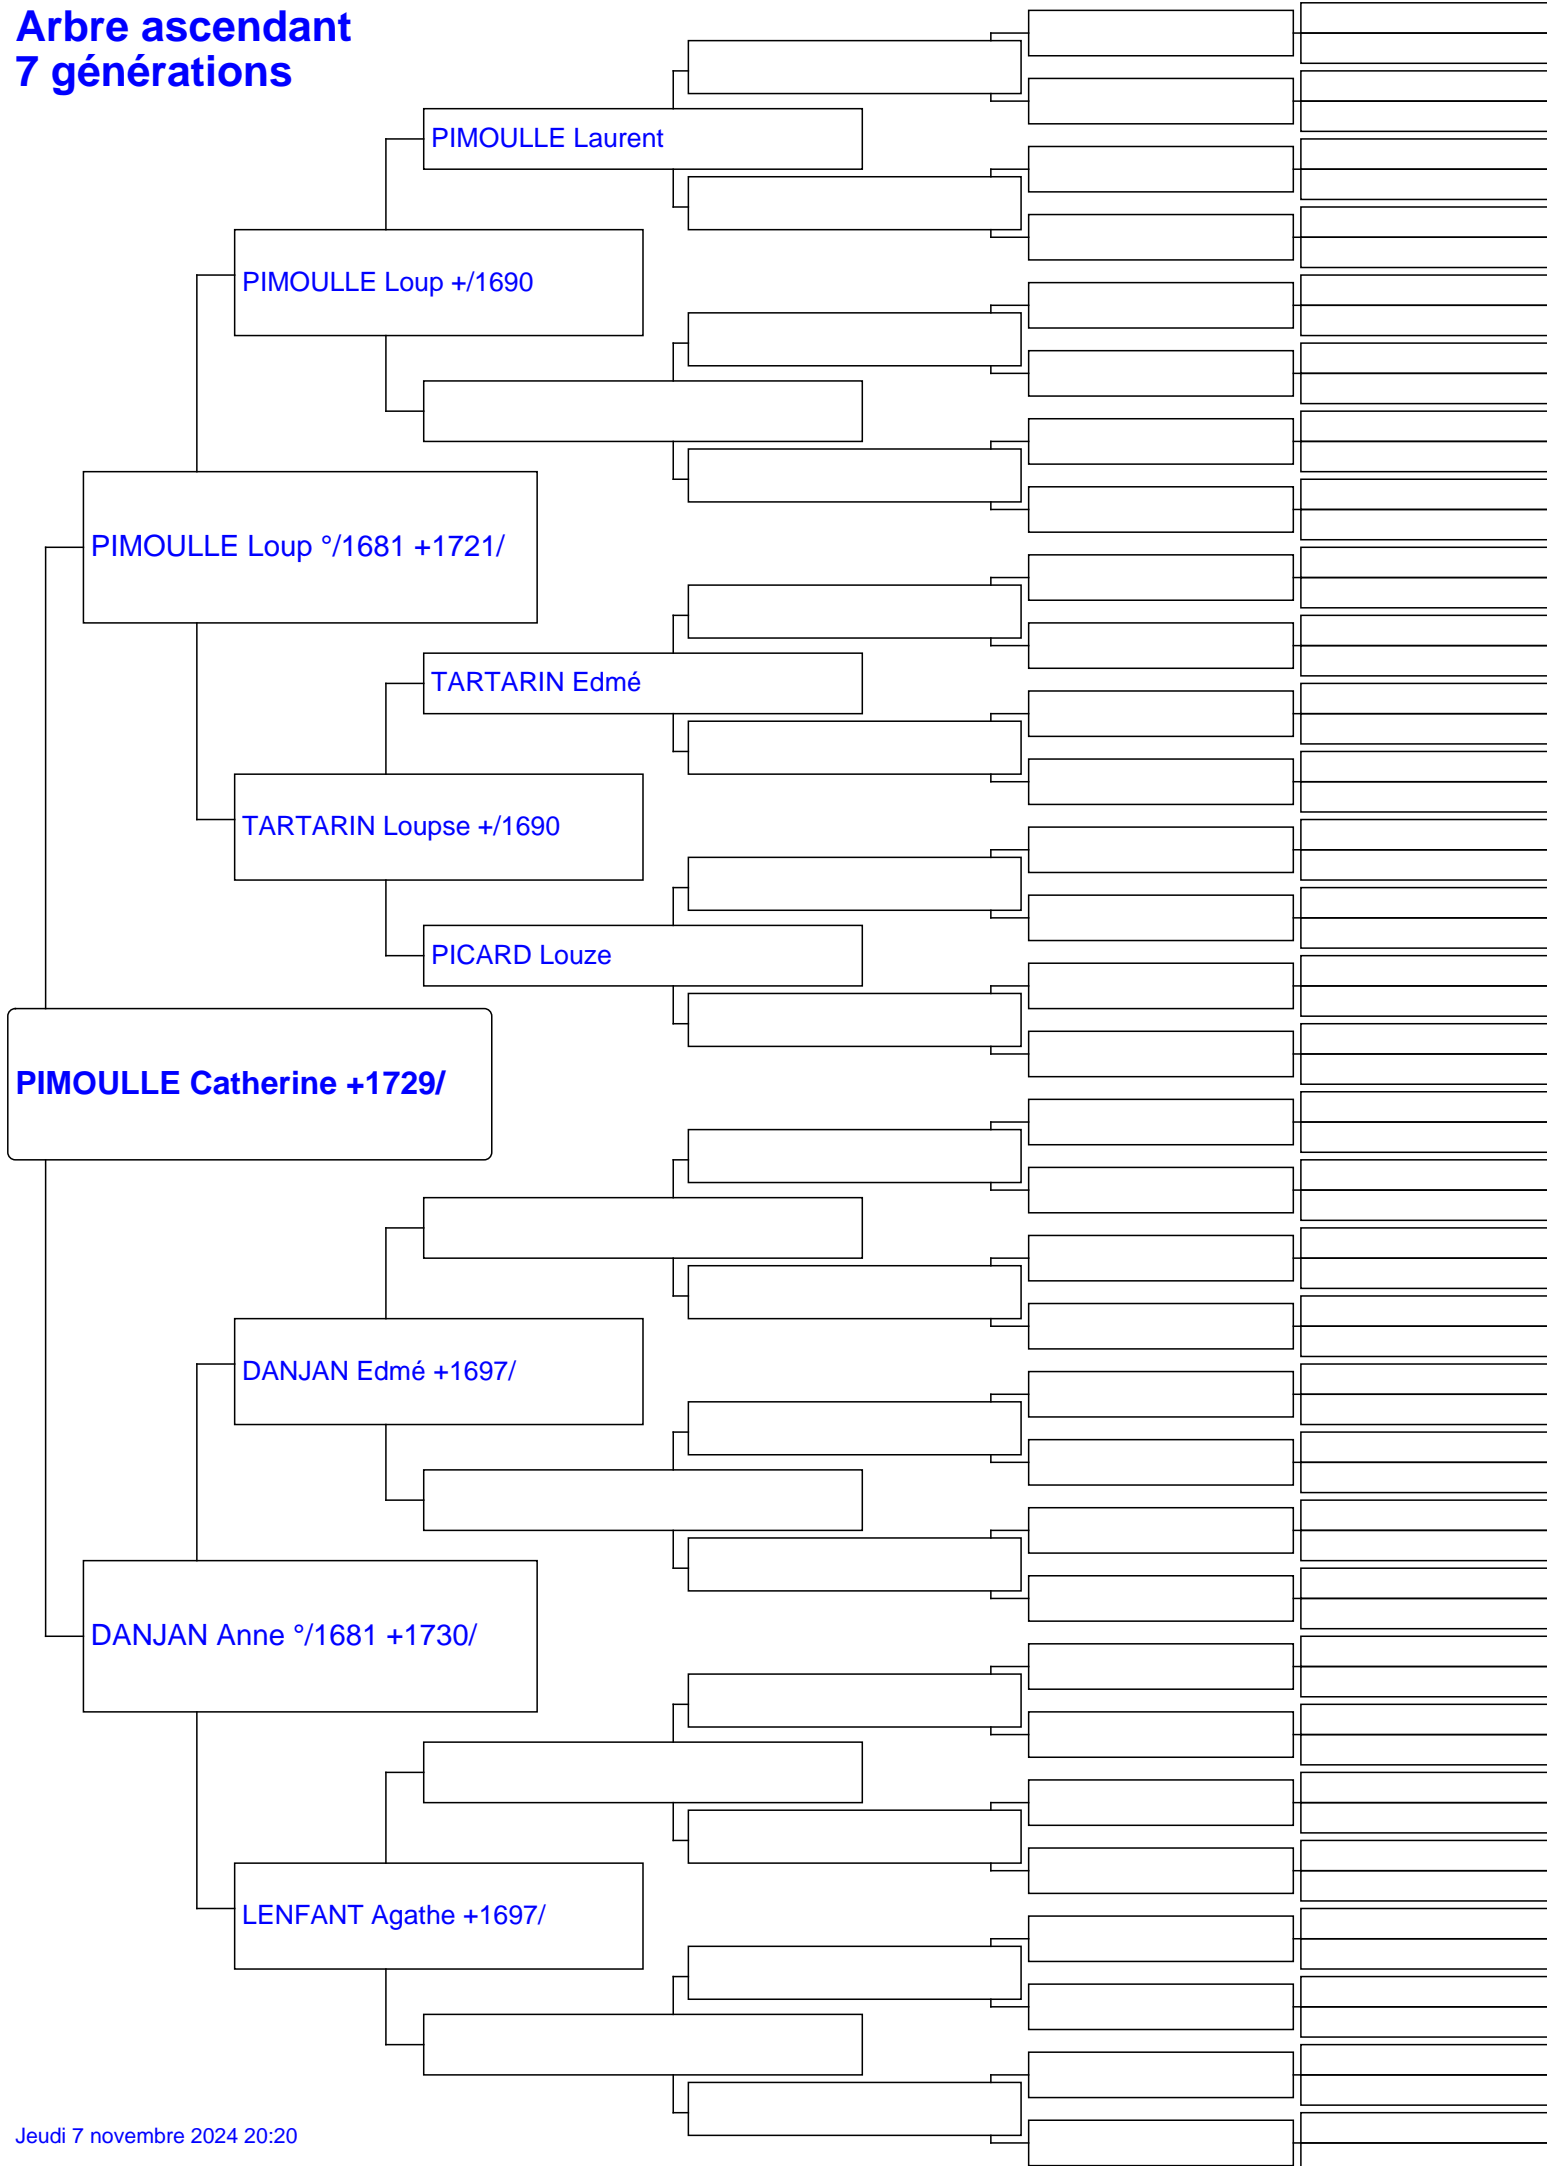 Arbre ascendant
7 générations
PIMOULLE Laurent
PIMOULLE Loup +/1690
PIMOULLE Loup °/1681 +1721/
TARTARIN Edmé
TARTARIN Loupse +/1690
PICARD Louze
PIMOULLE Catherine +1729/
DANJAN Edmé +1697/
DANJAN Anne °/1681 +1730/
LENFANT Agathe +1697/
Jeudi 7 novembre 2024 20:20